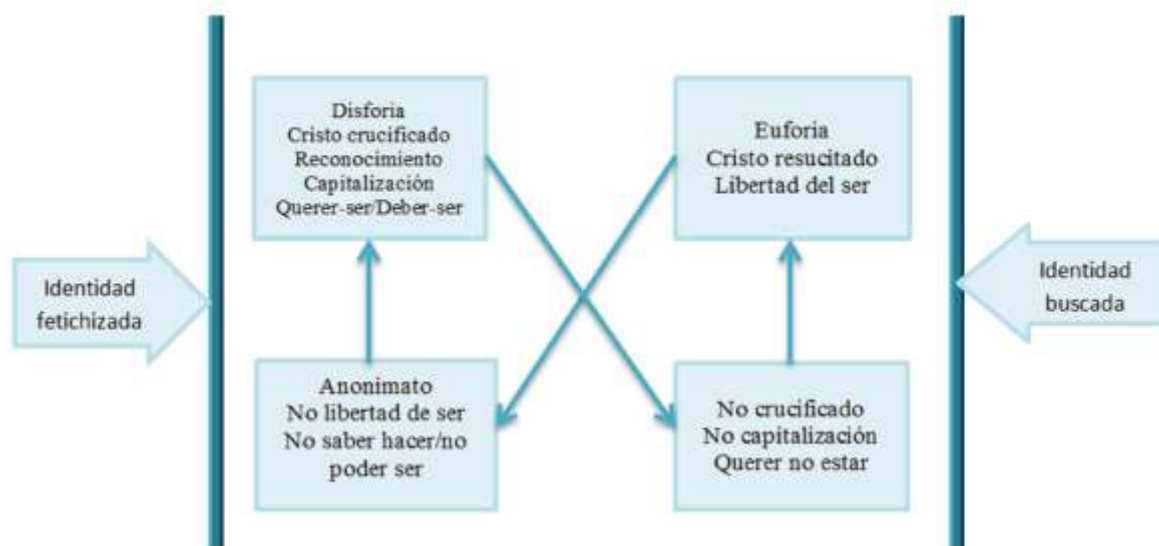 Disforia
Cristo crucificado
Reconocimiento
Capitalización
Querer-ser/Deber-ser
Euforia
Cristo resucitado
Libertad del ser
Identidad
fetichizada
Identidad
buscada
Anonimato
No libertad de ser
No saber hacer/no
poder ser
No crucificado
No capitalización
Querer no estar